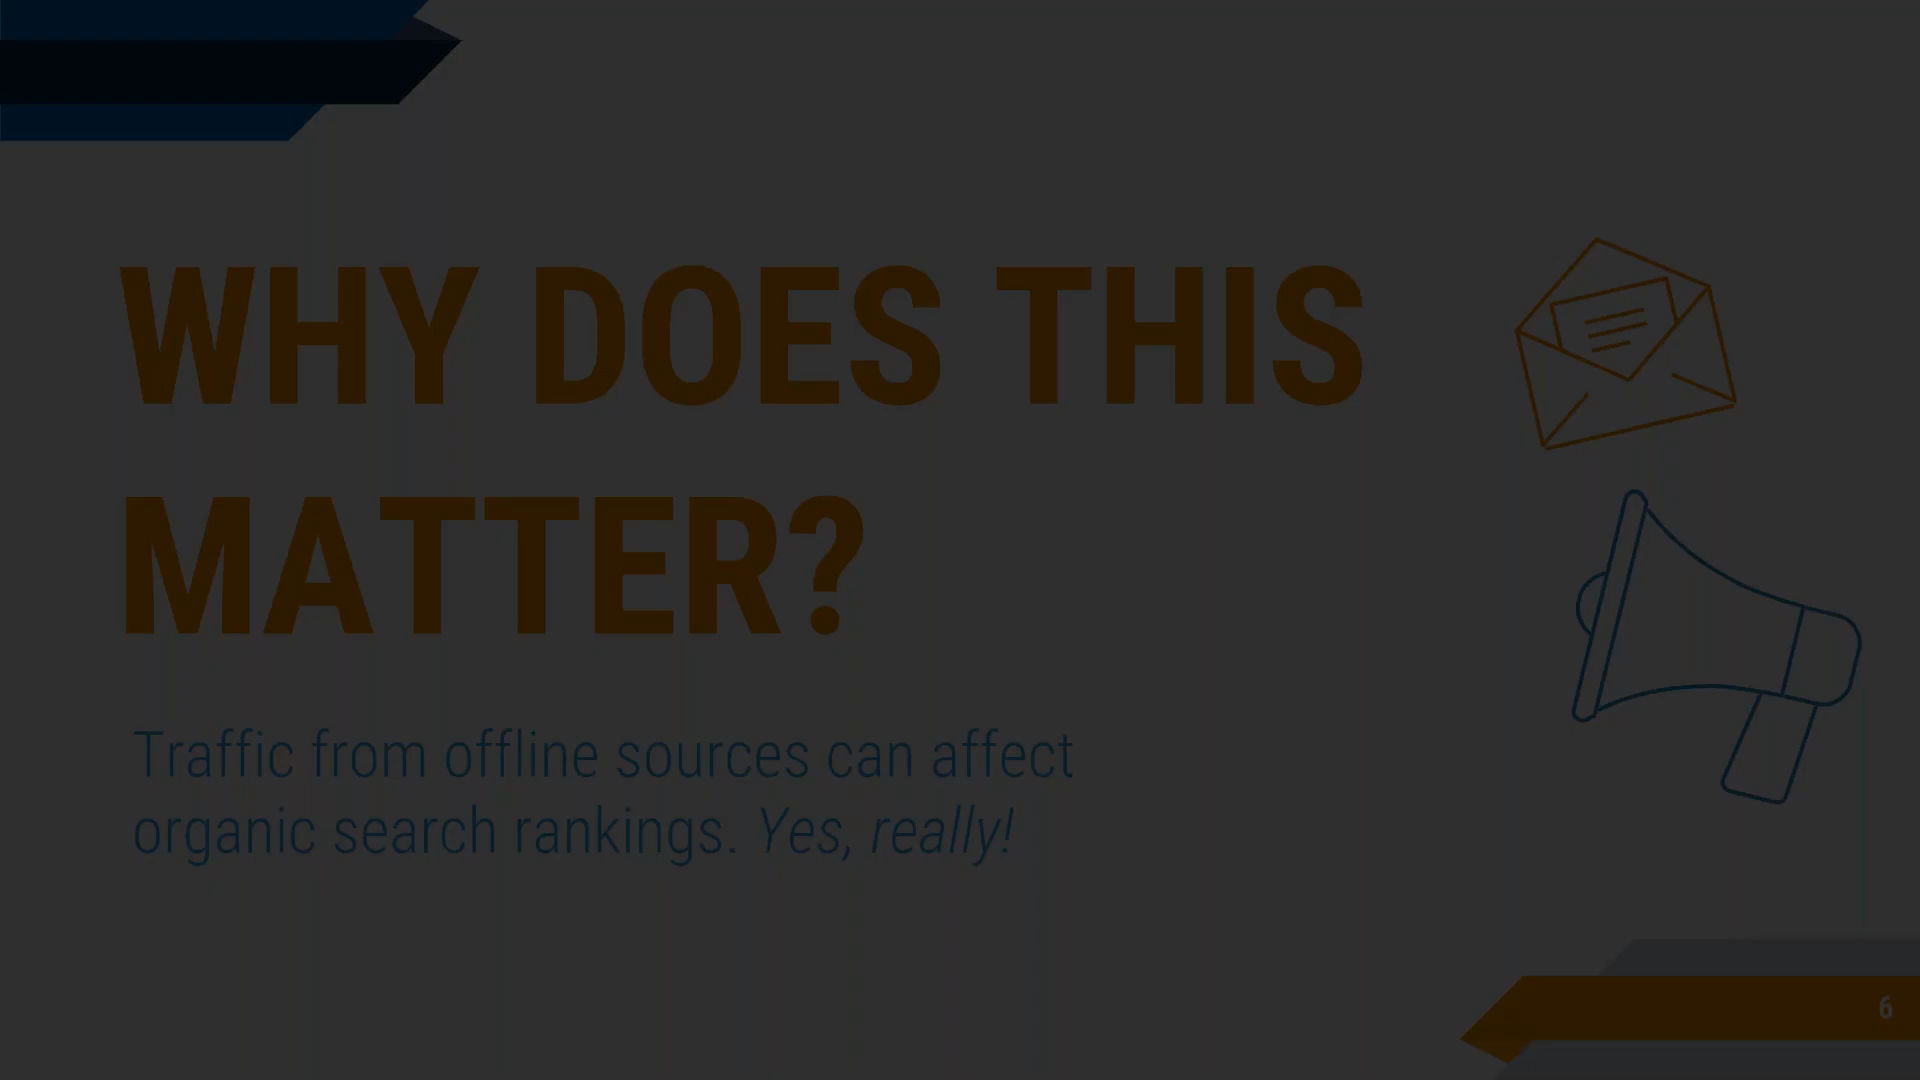 WHY DOES THIS
MATTER?
Traffic from offline sources can affect
organic search rankings. Yes, really!
6